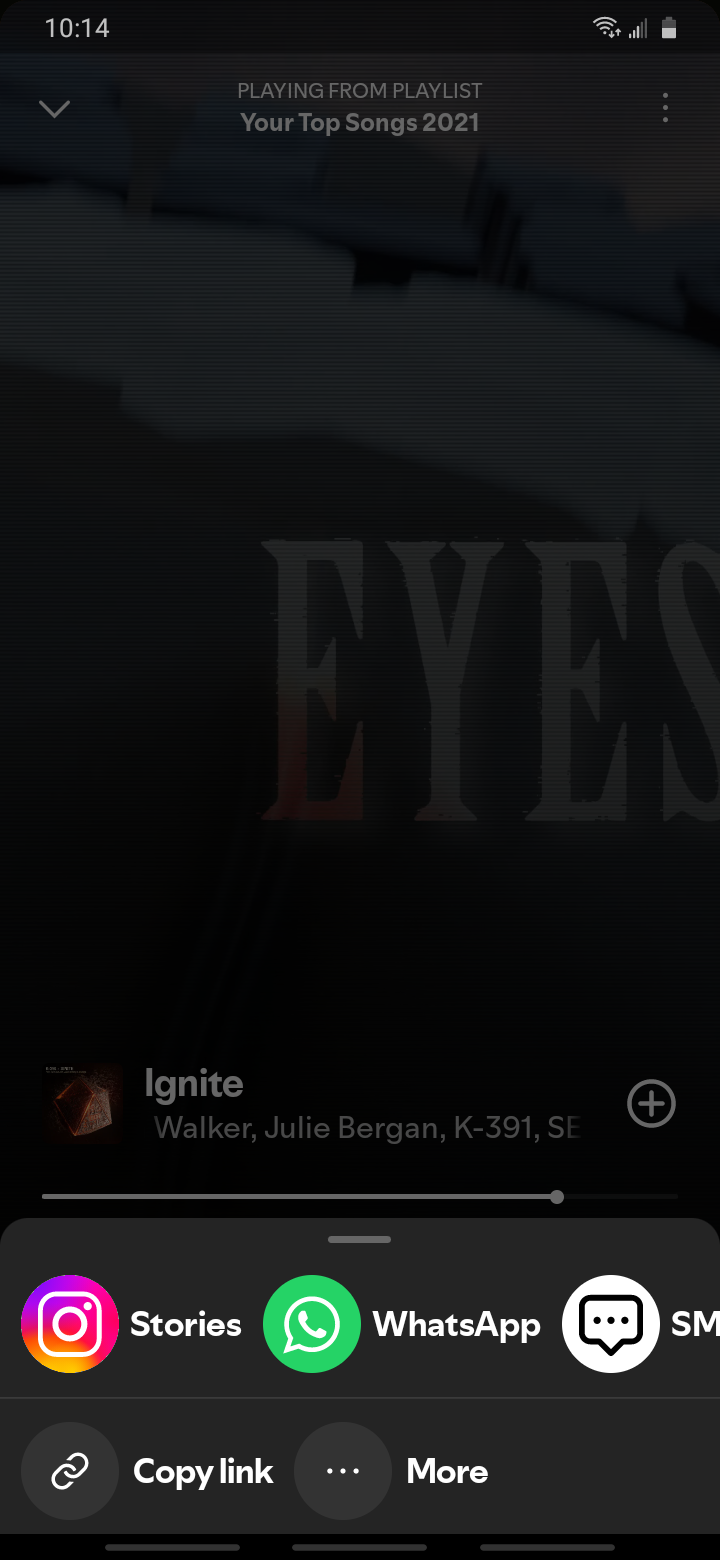 10:14
PLAYING FROM PLAYLIST
Your Top Songs 2021
EYES
Ignite
Walker, Julie Bergan, K-391, SE
Stories
WhatsApp
SM
Copy link
More